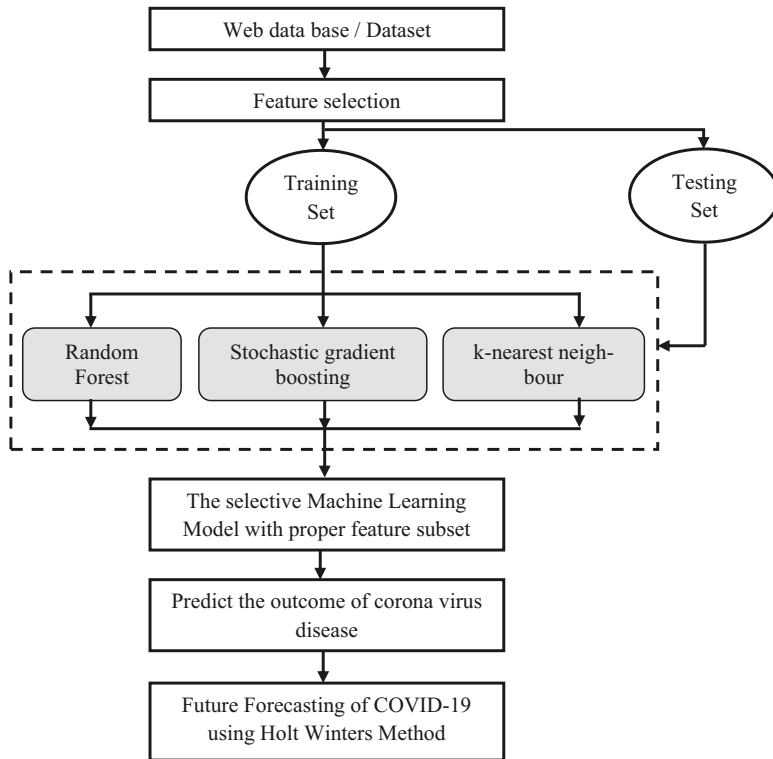 Web data base / Dataset
Feature selection
Training
Set
Testing
Set
Random
Forest
Stochastic gradient
boosting
k-nearest neigh-
bour
The selective Machine Learning
Model with proper feature subset
Predict the outcome of corona virus
disease
Future Forecasting of COVID-19
using Holt Winters Method